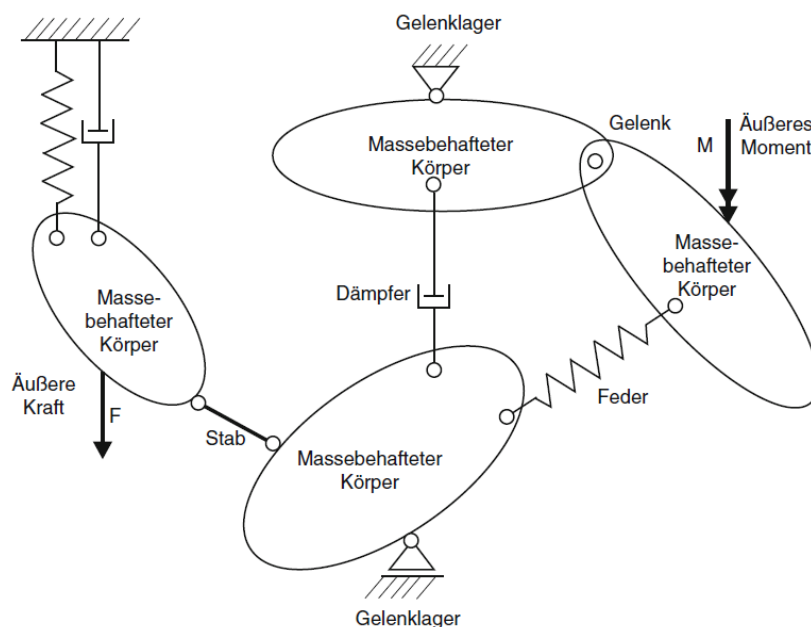 Gelenklager
Gelenk
Äußeres
Moment
M
Massebehafteter
Körper
Masse-
behafteter
Körper
Dämpfer
Masse-
behafteter
Körper
Äußere
Kraft
F
Stab
Feder
Massebehafteter
Körper
Gelenklager